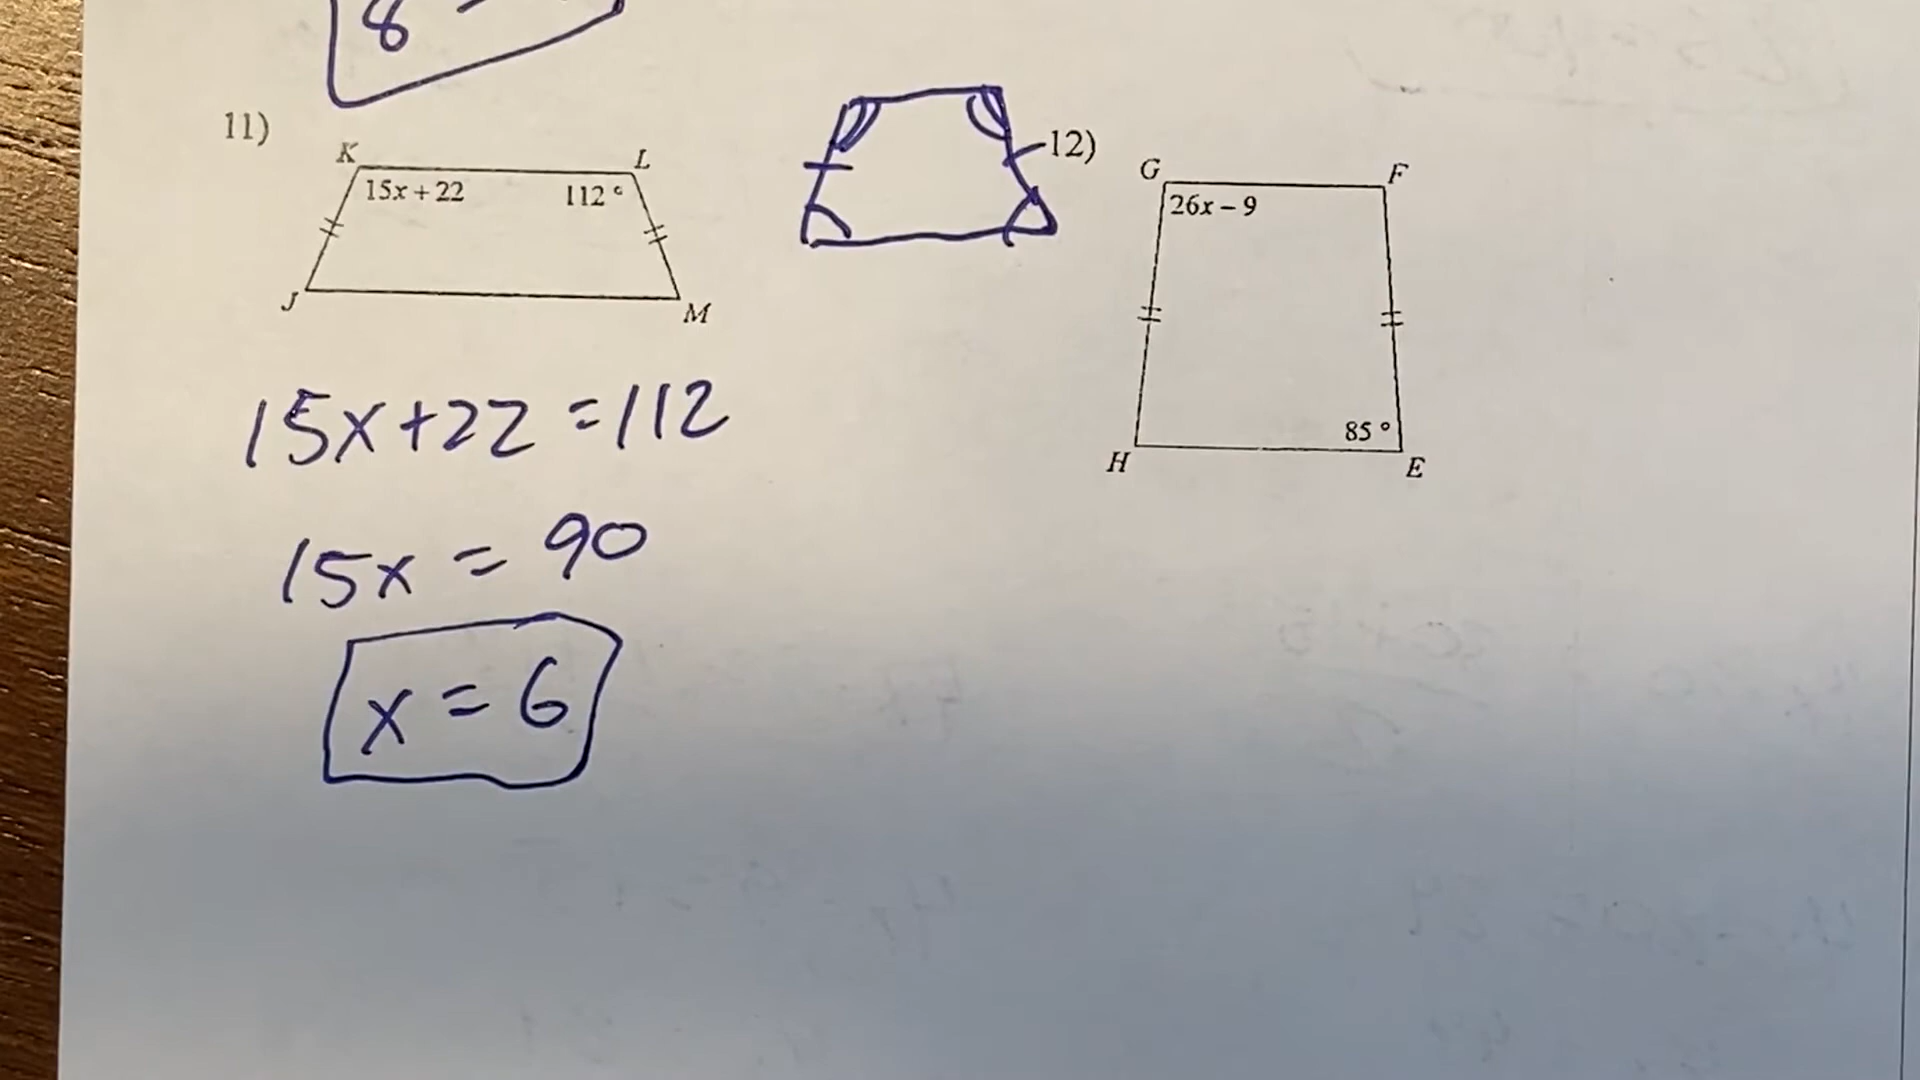 8
11)
K L
15x + 22 112 °
J M
15x+22 = 112
15x = 90
x = 6
12)
G F
26x – 9
85 °
H E